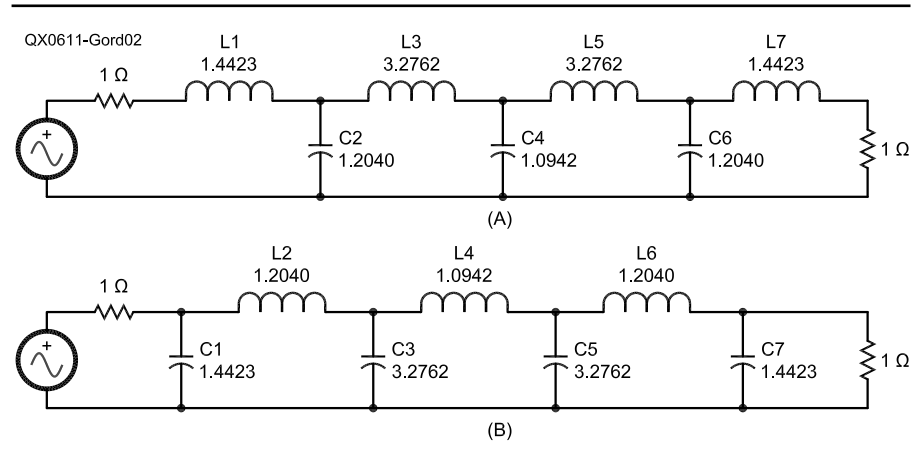 QX0611-Gord02
L1
1.4423
L3
3.2762
L5
3.2762
L7
1.4423
1 Ω
+
C2
1.2040
C4
1.0942
C6
1.2040
1 Ω
(A)
L2
1.2040
L4
1.0942
L6
1.2040
1 Ω
+
C1
1.4423
C3
3.2762
C5
3.2762
C7
1.4423
1 Ω
(B)